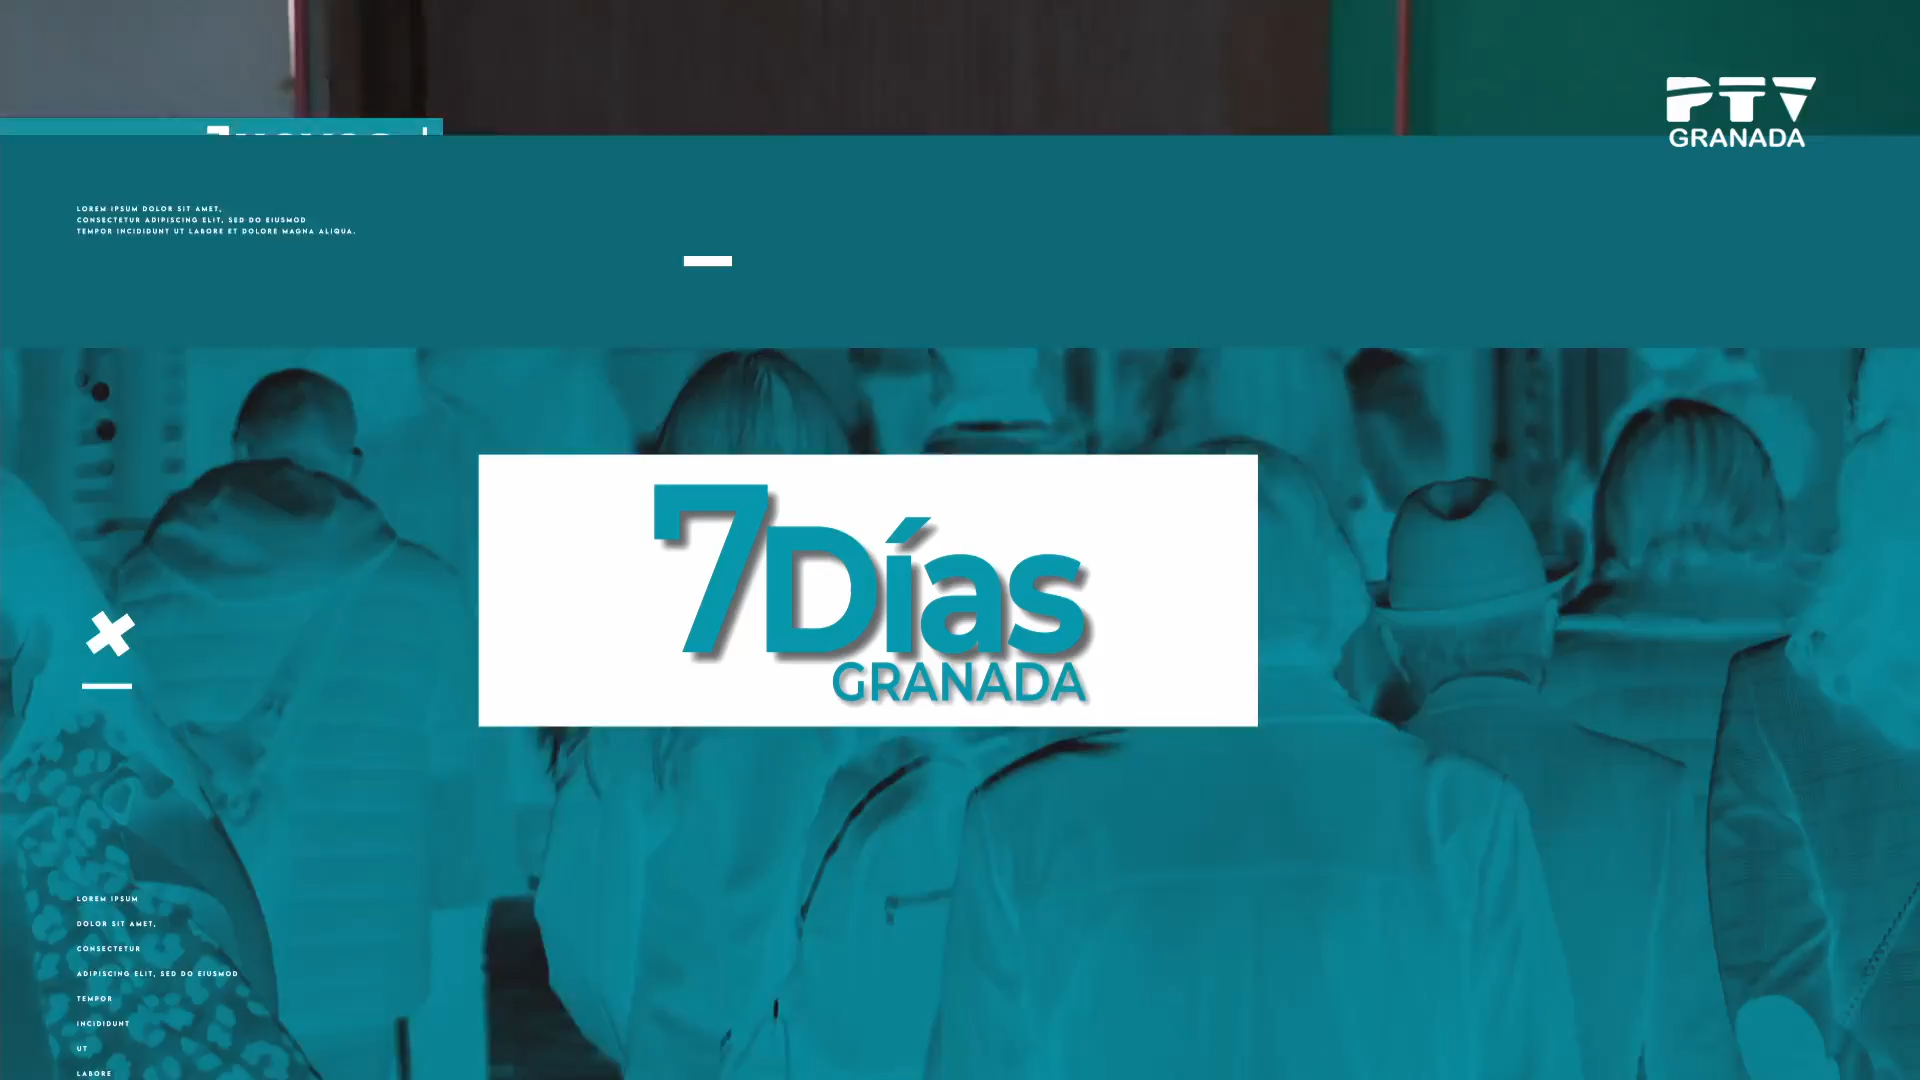 PTV
GRANADA
LOREM IPSUM DOLOR SIT AMET,
CONSECTETUR ADIPISCING ELIT, SED DO EIUSMOD
TEMPOR INCIDIDUNT UT LABORE ET DOLORE MAGNA ALIQUA.
7Días
GRANADA
LOREM IPSUM
DOLOR SIT AMET,
CONSECTETUR
ADIPISCING ELIT, SED DO EIUSMOD
TEMPOR
INCIDIDUNT
UT
LABORE